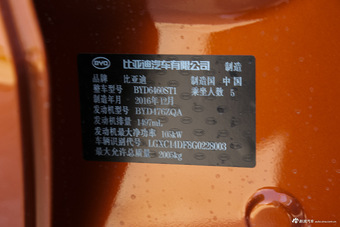 BYD 比亚迪汽车有限公司 制造
品牌 比亚迪 制造国 中国
整车型号 BYD6460ST1 乘坐人数 5
制造年月 2016年12月
发动机型号 BYD476ZQA
发动机排量 1497mL
发动机最大净功率 105kW
车辆识别代号 LGXC14DF8G0228003
最大允许总质量 2005kg